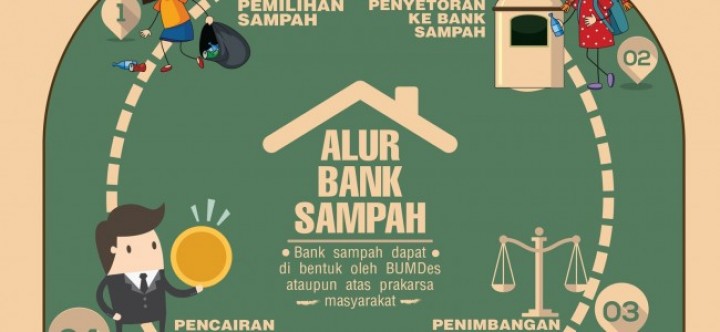 1
PEMILIHAN
SAMPAH
PENYETORAN
KE BANK
SAMPAH
02
ALUR
BANK
SAMPAH
Bank sampah dapat
di bentuk oleh BUMDes
ataupun atas prakarsa
masyarakat
03
PENIMBANGAN
04
PENCAIRAN